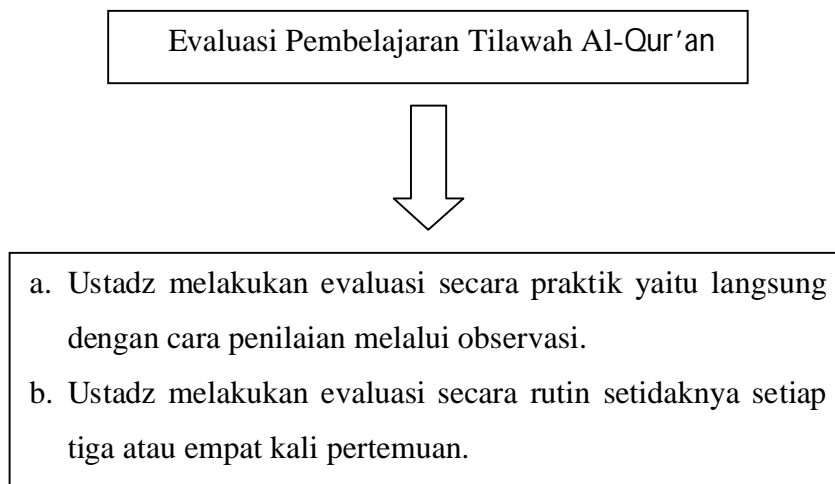 Evaluasi Pembelajaran Tilawah Al-Qur'an
a. Ustadz melakukan evaluasi secara praktik yaitu langsung
dengan cara penilaian melalui observasi.
b. Ustadz melakukan evaluasi secara rutin setidaknya setiap
tiga atau empat kali pertemuan.